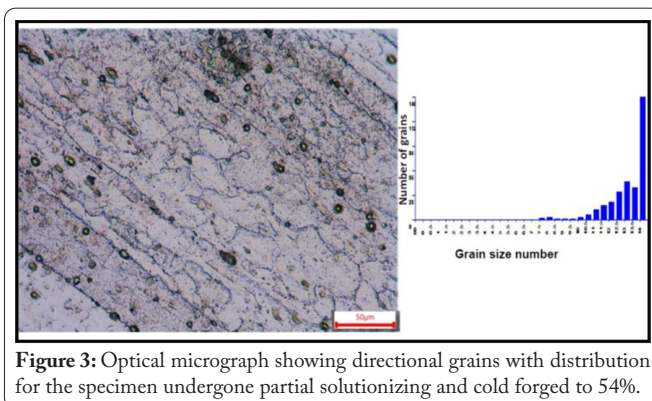 50µm
Number of grains
Grain size number
Figure 3: Optical micrograph showing directional grains with distribution
for the specimen undergone partial solutionizing and cold forged to 54%.